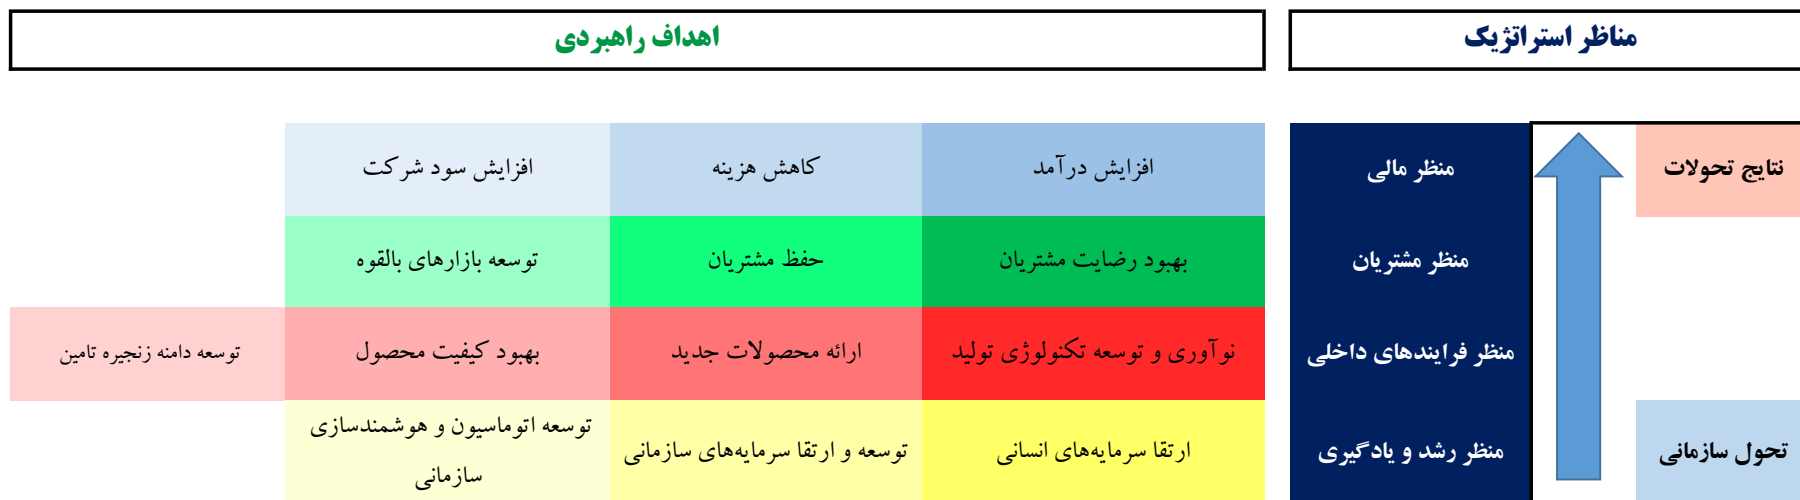 مناظر استراتژیک
اهداف راهبردی
نتایج تحولات
منظر مالی
افزایش درآمد
کاهش هزینه
افزایش سود شرکت
منظر مشتریان
بهبود رضایت مشتریان
حفظ مشتریان
توسعه بازارهای بالقوه
منظر فرایندهای داخلی
نوآوری و توسعه تکنولوژی تولید
ارائه محصولات جدید
بهبود کیفیت محصول
توسعه دامنه زنجیره تامین
تحول سازمانی
منظر رشد و یادگیری
ارتقا سرمایه‌های انسانی
توسعه و ارتقا سرمایه‌های سازمانی
توسعه اتوماسیون و هوشمندسازی
سازمانی